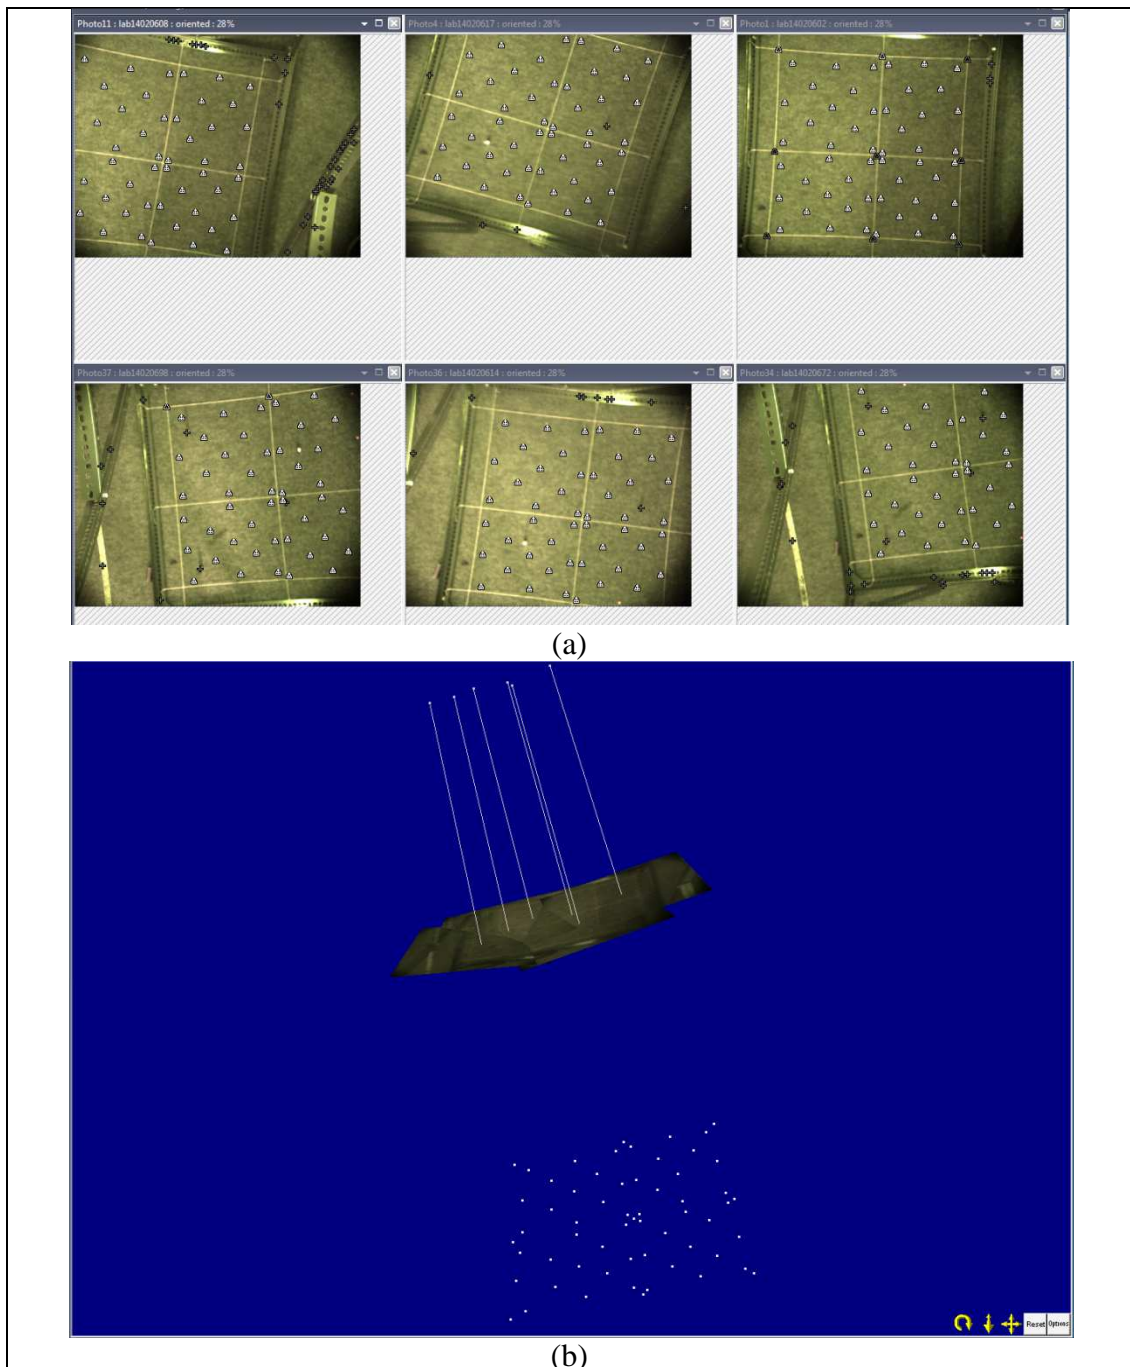 Photo11 : lab14020608 : oriented : 28%
Photo4 : lab14020617 : oriented : 28%
Photo1 : lab14020602 : oriented : 28%
Photo37 : lab14020698 : oriented : 28%
Photo36 : lab14020614 : oriented : 28%
Photo34 : lab14020672 : oriented : 28%
(a)
Reset Options
(b)